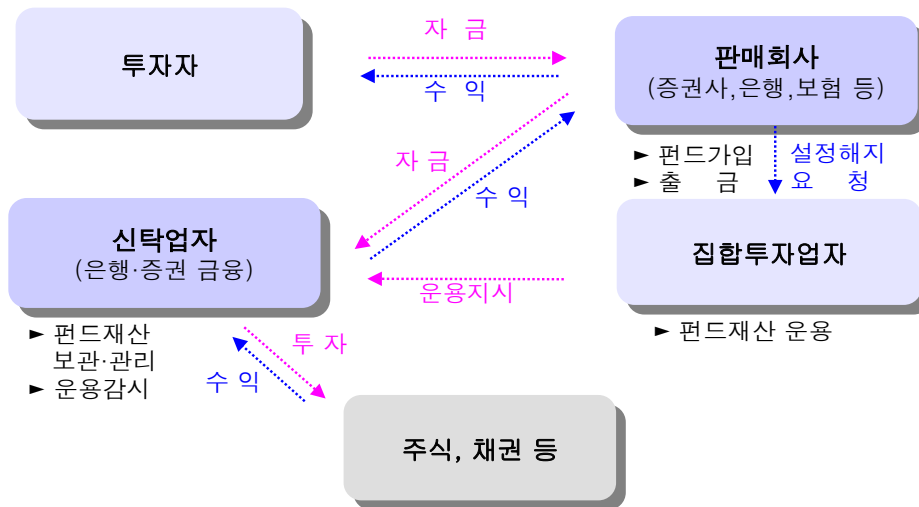 자 금
투자자
판매회사
(증권사,은행,보험 등)
수 익
► 펀드가입
► 출 금
설정해지
요 청
자 금
수 익
신탁업자
(은행·증권 금융)
집합투자업자
운용지시
► 펀드재산 운용
► 펀드재산
보관·관리
► 운용감시
투 자
수 익
주식, 채권 등